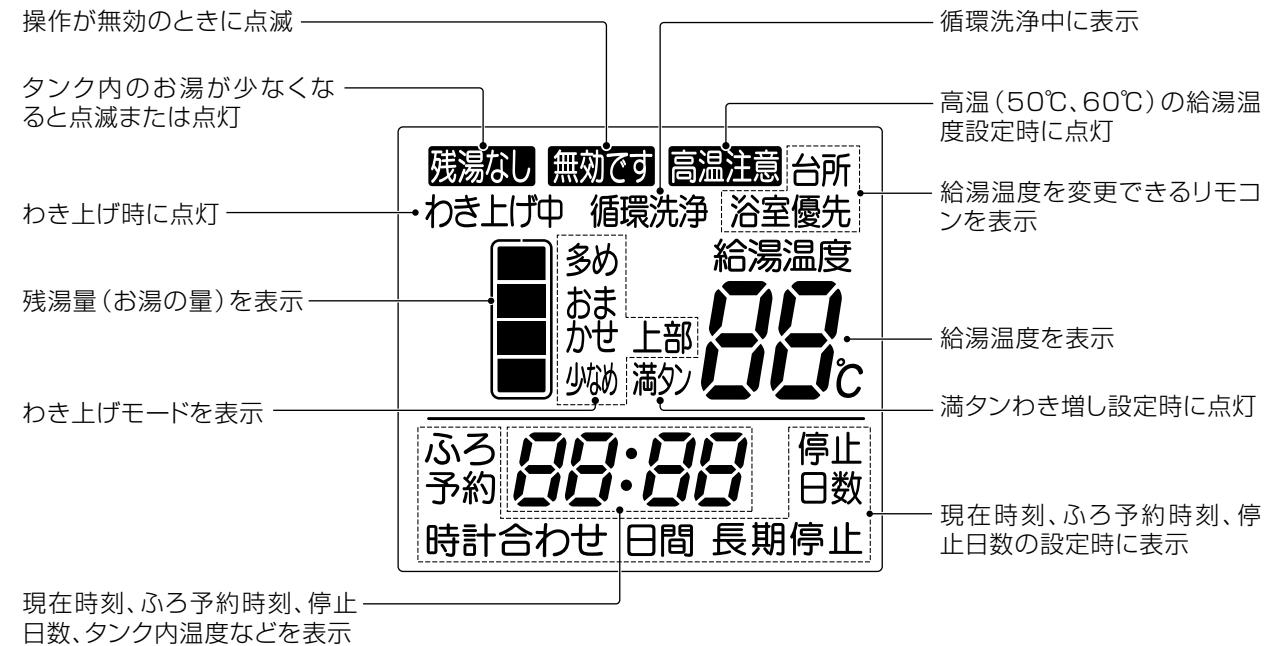 操作が無効のときに点滅
循環洗浄中に表示
タンク内のお湯が少なくな
ると点滅または点灯
高温(50℃、60℃)の給湯温
度設定時に点灯
残湯なし 無効です 高温注意 台所
わき上げ時に点灯
わき上げ中 循環洗浄 浴室優先
給湯温度を変更できるリモコ
ンを表示
多め 給湯温度
残湯量(お湯の量)を表示
おま
かせ 上部 88℃
給湯温度を表示
少なめ 満タン
わき上げモードを表示
満タンわき増し設定時に点灯
ふろ 88:88 停止
予約 日数
時計合わせ 日間 長期停止
現在時刻、ふろ予約時刻、停
止日数の設定時に表示
現在時刻、ふろ予約時刻、停止
日数、タンク内温度などを表示